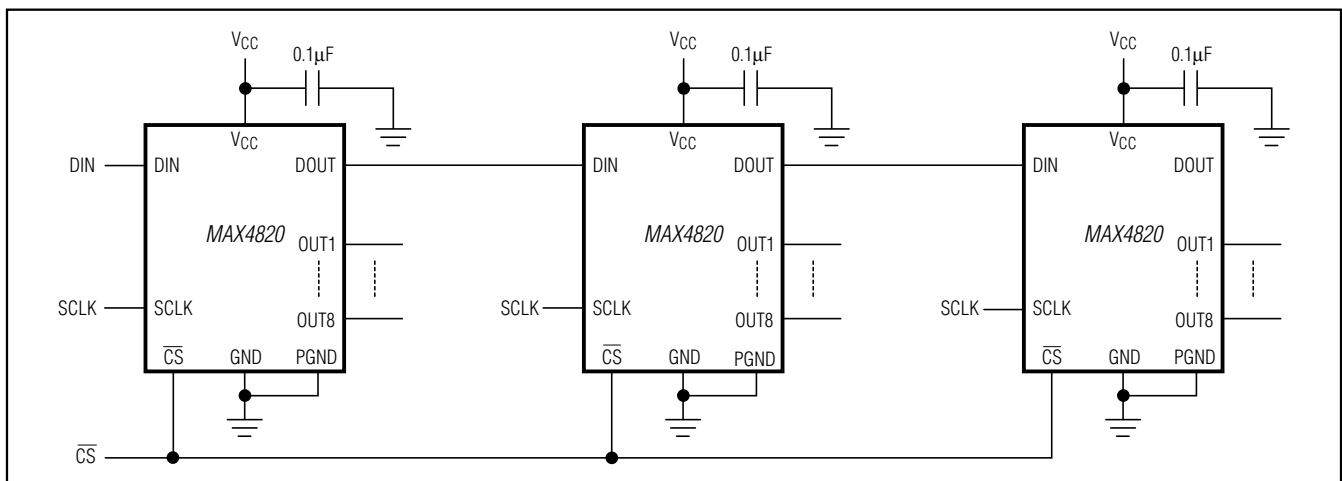 VCC VCC VCC
0.1µF 0.1µF 0.1µF
VCC VCC VCC
DIN DIN DOUT DIN DOUT DIN DOUT
MAX4820 MAX4820 MAX4820
OUT1 OUT1 OUT1
SCLK SCLK SCLK SCLK SCLK SCLK
OUT8 OUT8 OUT8
CS GND PGND CS GND PGND CS GND PGND
CS